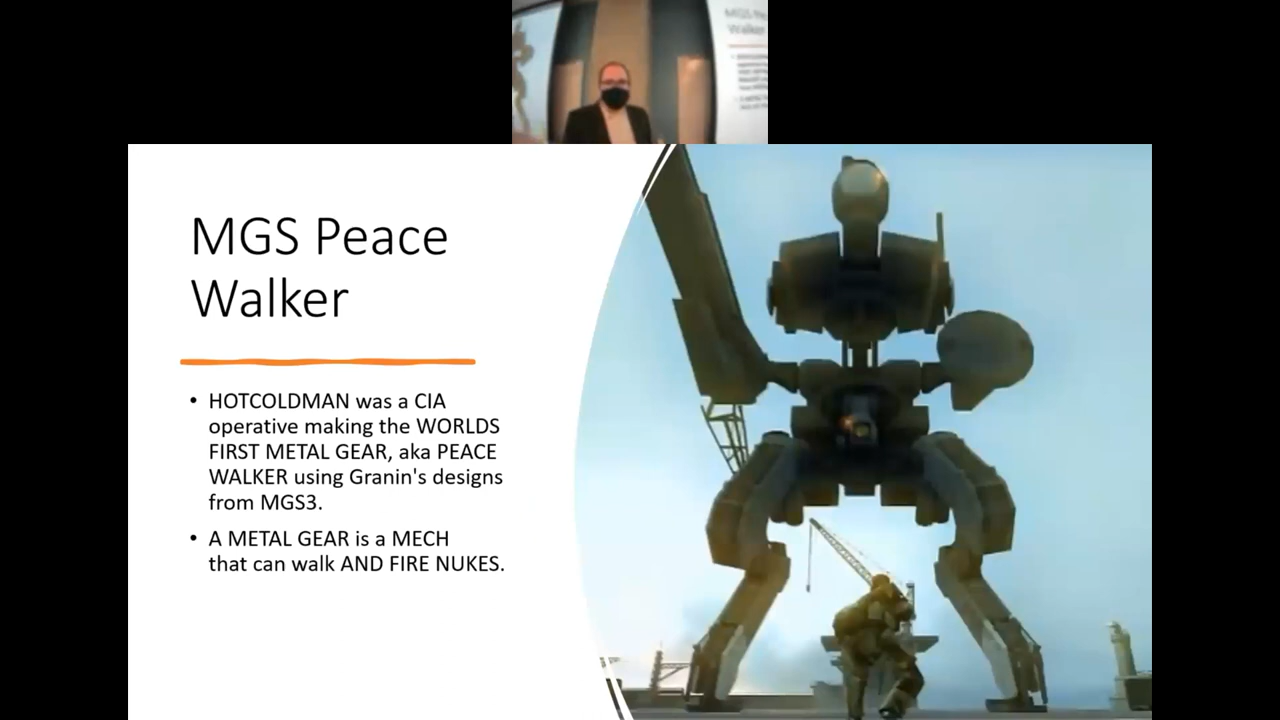 MGS Peace
Walker
• HOTCOLDMAN was a CIA
operative making the WORLDS
FIRST METAL GEAR, aka PEACE
WALKER using Granin's designs
from MGS3.
• A METAL GEAR is a MECH
that can walk AND FIRE NUKES.